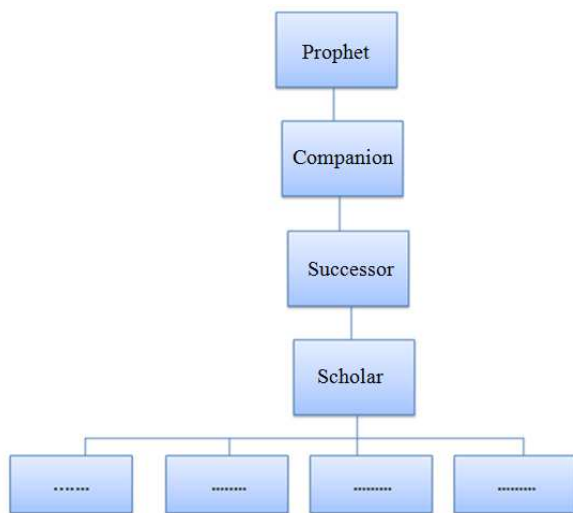 Prophet
Companion
Successor
Scholar
....... ........ ......... .........